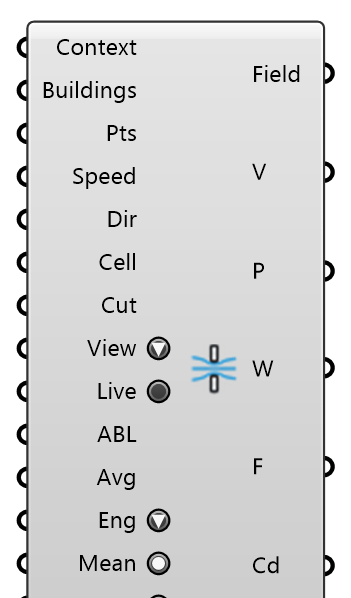 Context
Buildings
Pts
Speed
Dir
Cell
Cut
View
Live
ABL
Avg
Eng
Mean
Field
V
P
W
F
Cd